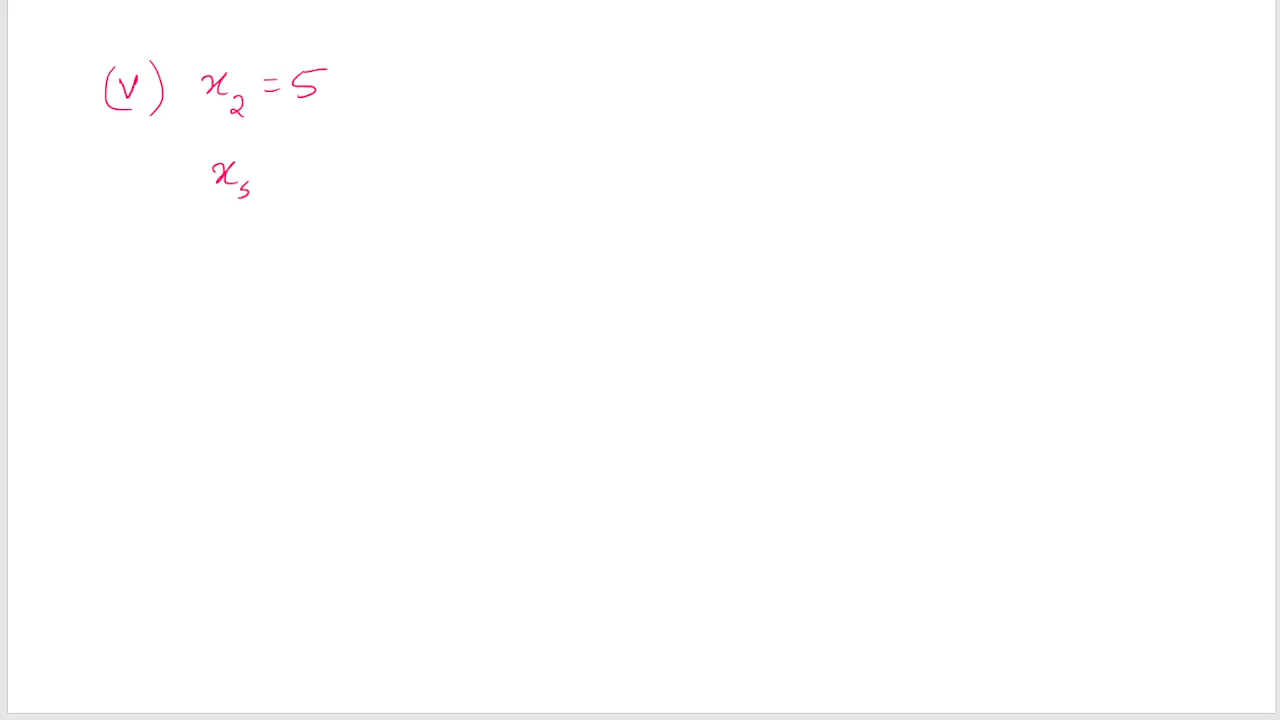 (v) x₂ = 5
x₅